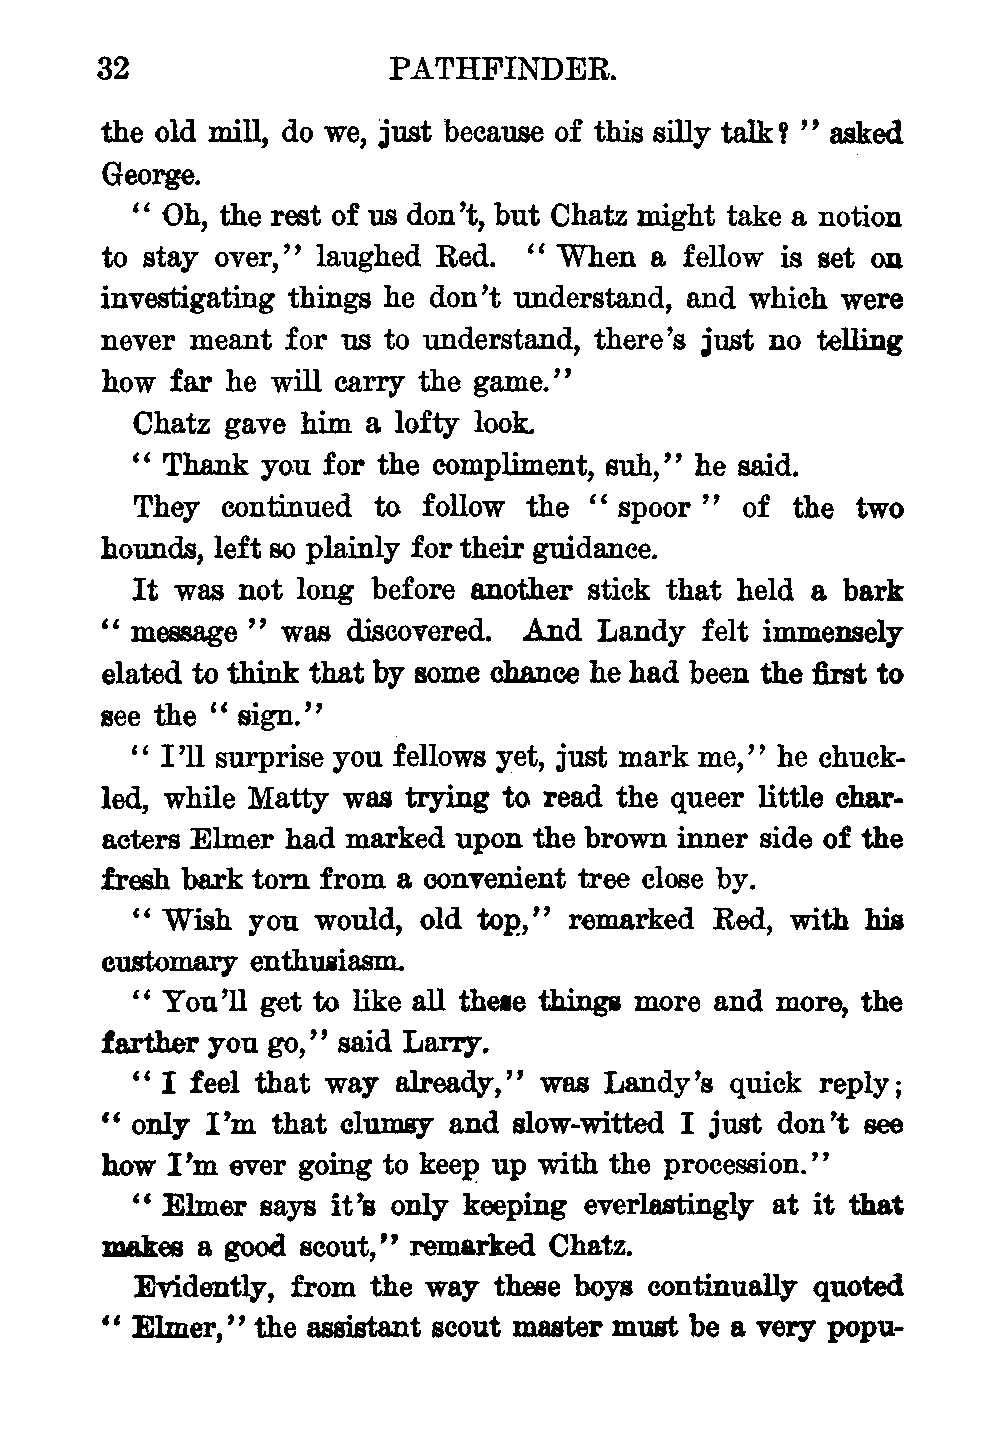 32 PATHFINDER.
the old mill, do we, just because of this silly talk? " asked
George.
" Oh, the rest of us don't, but Chatz might take a notion
to stay over," laughed Red. " When a fellow is set on
investigating things he don't understand, and which were
never meant for us to understand, there's just no telling
how far he will carry the game."
Chatz gave him a lofty look.
" Thank you for the compliment, suh," he said.
They continued to follow the " spoor " of the two
hounds, left so plainly for their guidance.
It was not long before another stick that held a bark
" message " was discovered. And Landy felt immensely
elated to think that by some chance he had been the first to
see the " sign."
" I'll surprise you fellows yet, just mark me," he chuck-
led, while Matty was trying to read the queer little char-
acters Elmer had marked upon the brown inner side of the
fresh bark torn from a convenient tree close by.
" Wish you would, old top," remarked Red, with his
customary enthusiasm.
" You'll get to like all these things more and more, the
farther you go," said Larry.
" I feel that way already," was Landy's quick reply;
" only I'm that clumsy and slow-witted I just don't see
how I'm ever going to keep up with the procession."
" Elmer says it's only keeping everlastingly at it that
makes a good scout," remarked Chatz.
Evidently, from the way these boys continually quoted
" Elmer," the assistant scout master must be a very popu-